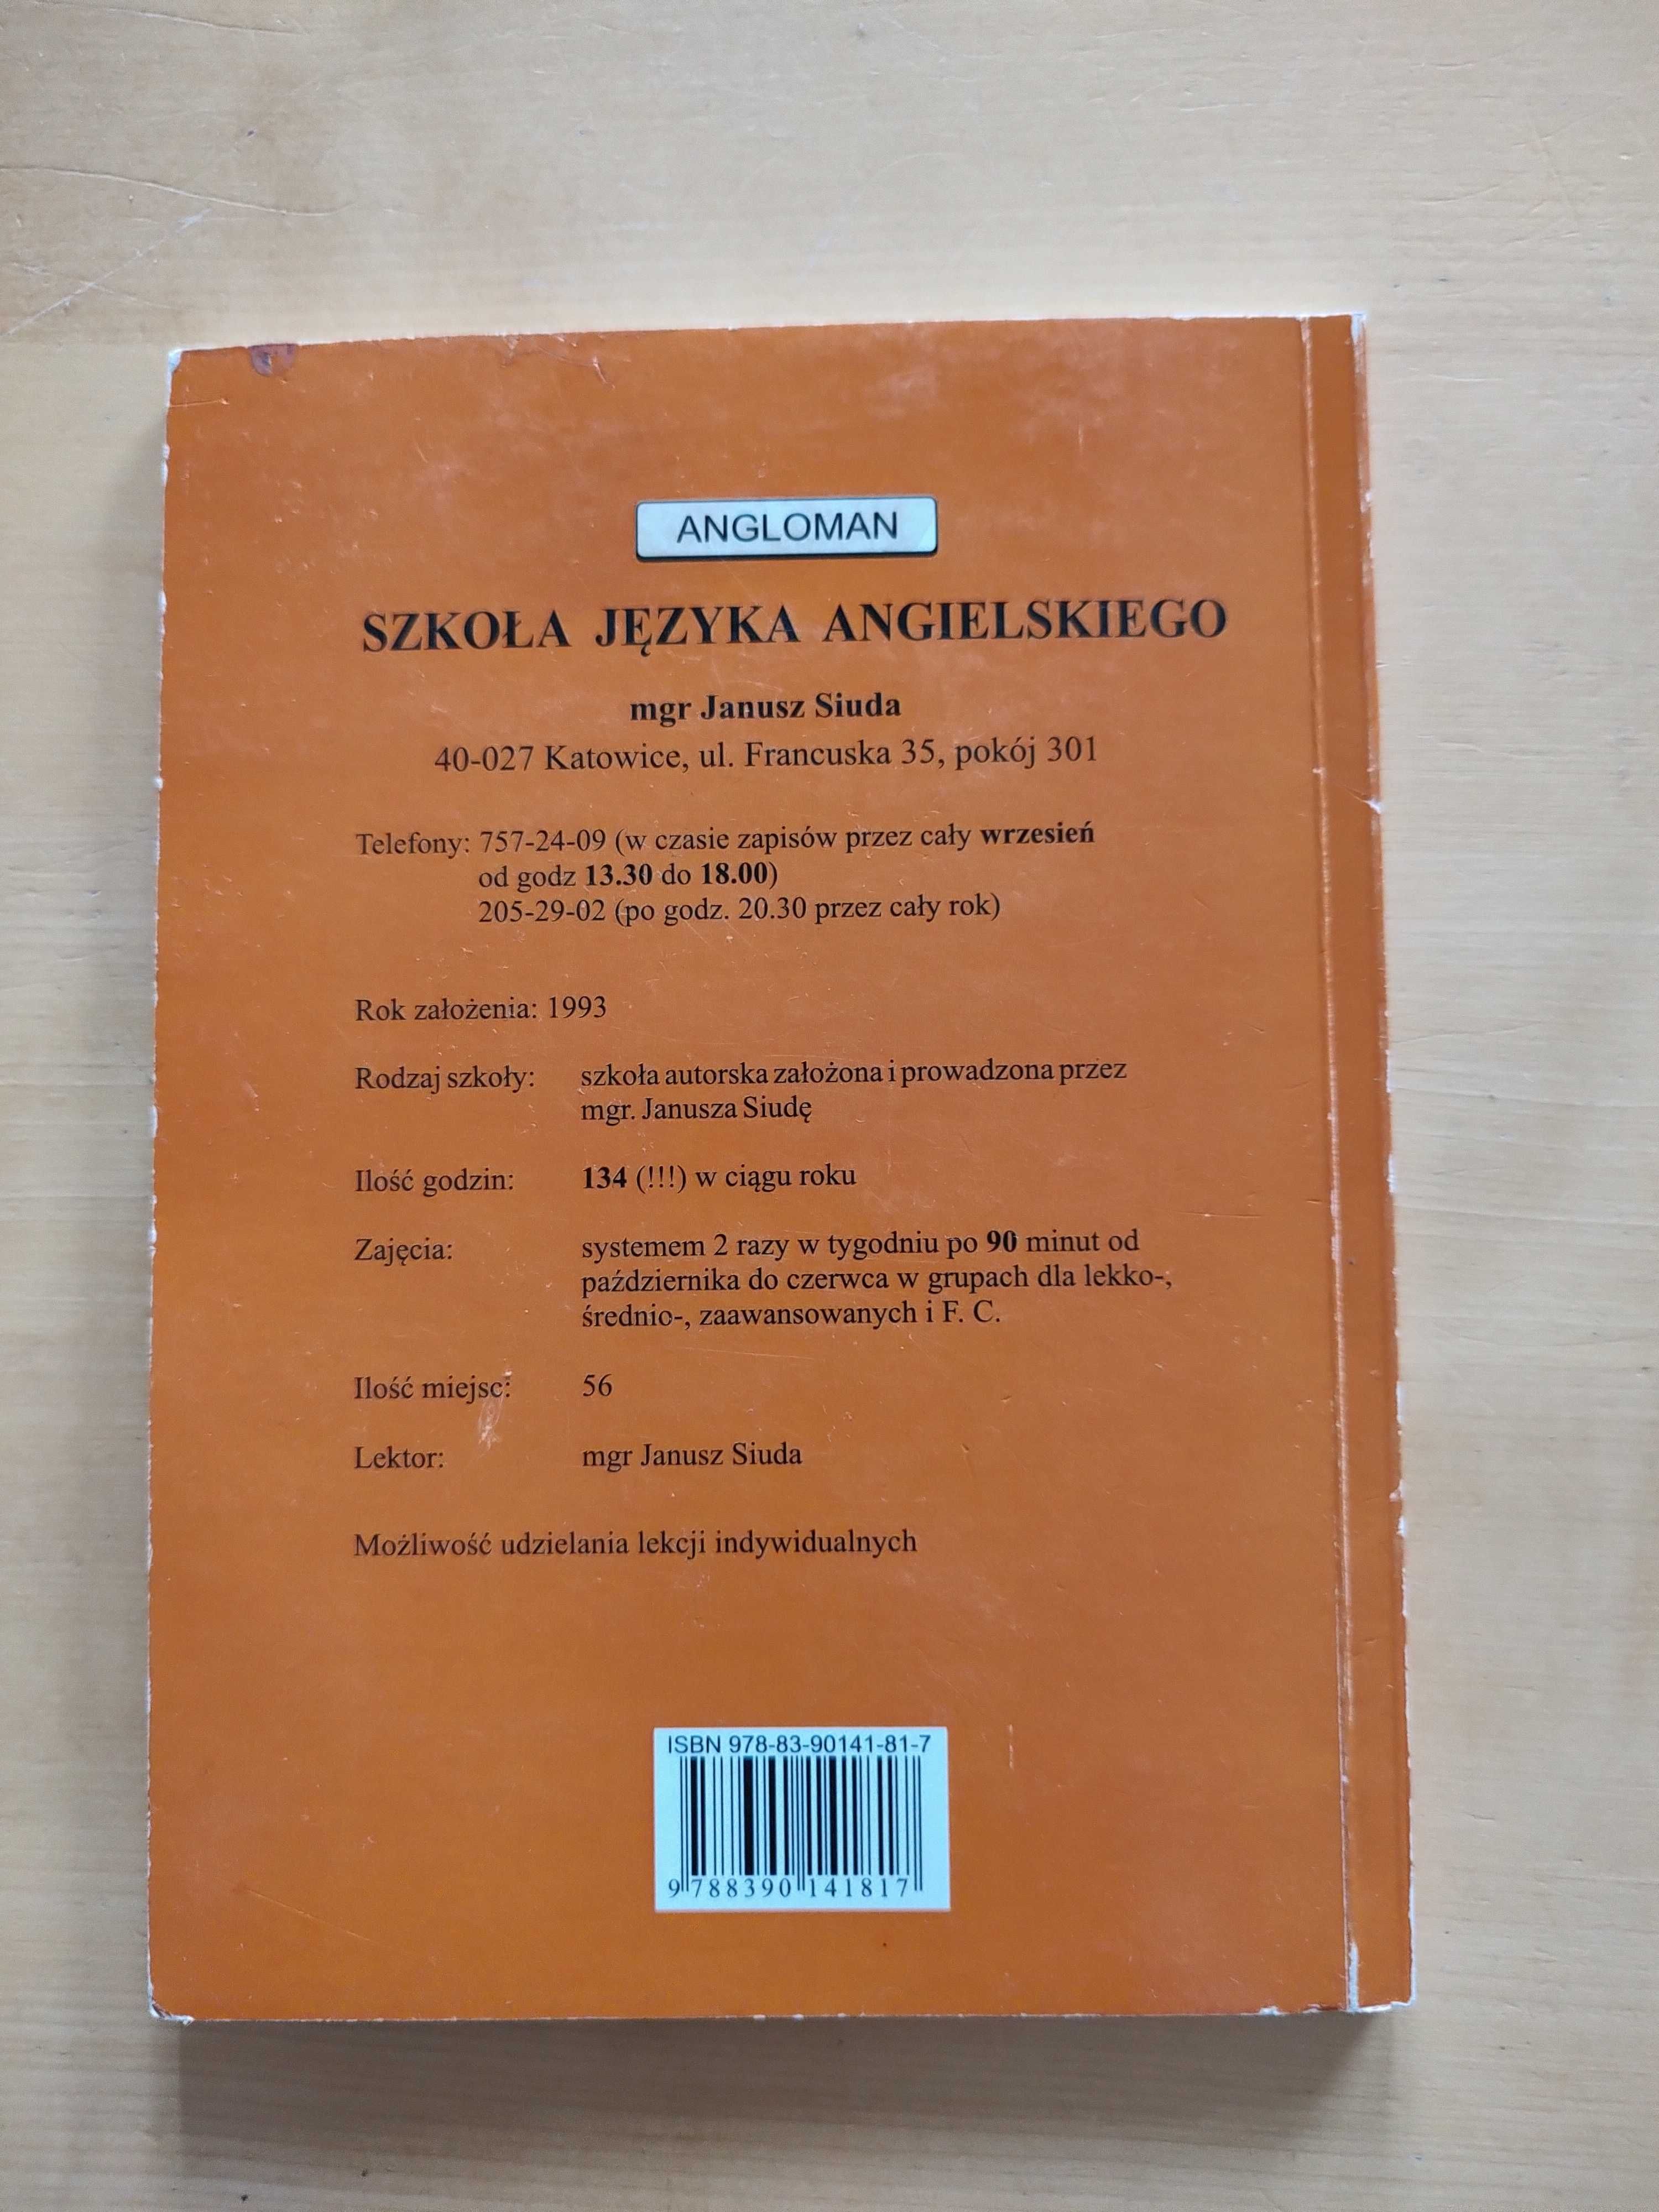 ANGLOMAN
SZKOŁA JĘZYKA ANGIELSKIEGO
mgr Janusz Siuda
40-027 Katowice, ul. Francuska 35, pokój 301
Telefony: 757-24-09 (w czasie zapisów przez cały wrzesień
od godz 13.30 do 18.00)
205-29-02 (po godz. 20.30 przez cały rok)
Rok założenia: 1993
Rodzaj szkoły: szkoła autorska założona i prowadzona przez
mgr. Janusza Siudę
Ilość godzin: 134 (!!!) w ciągu roku
Zajęcia: systemem 2 razy w tygodniu po 90 minut od
października do czerwca w grupach dla lekko-,
średnio-, zaawansowanych i F. C.
Ilość miejsc: 56
Lektor: mgr Janusz Siuda
Możliwość udzielania lekcji indywidualnych
ISBN 978-83-90141-81-7
9 788390 141817